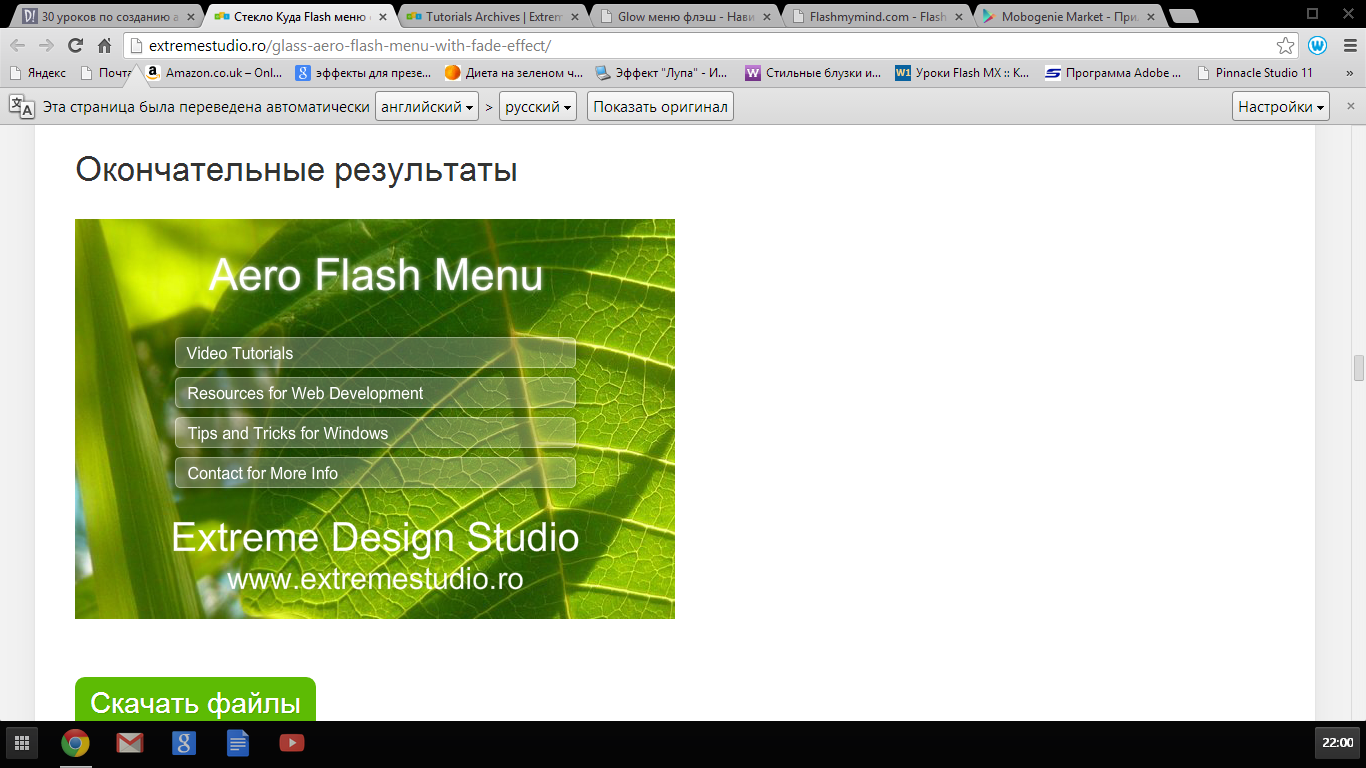 30 уроков по созданию а
Стекло Куда Flash меню
Tutorials Archives | Extrem
Glow меню флэш - Нави
Flashmymind.com - Flash
Mobogenie Market - При
extremestudio.ro/glass-aero-flash-menu-with-fade-effect/
Яндекс
Почта
Amazon.co.uk – Onl...
эффекты для презе...
Диета на зеленом ч...
Эффект "Лупа" - И...
Стильные блузки и...
Уроки Flash MX :: К...
Программа Adobe ...
Pinnacle Studio 11
»
Эта страница была переведена автоматически английский > русский Показать оригинал Настройки
Окончательные результаты
Aero Flash Menu
Video Tutorials
Resources for Web Development
Tips and Tricks for Windows
Contact for More Info
Extreme Design Studio
www.extremestudio.ro
Скачать файлы
22:00